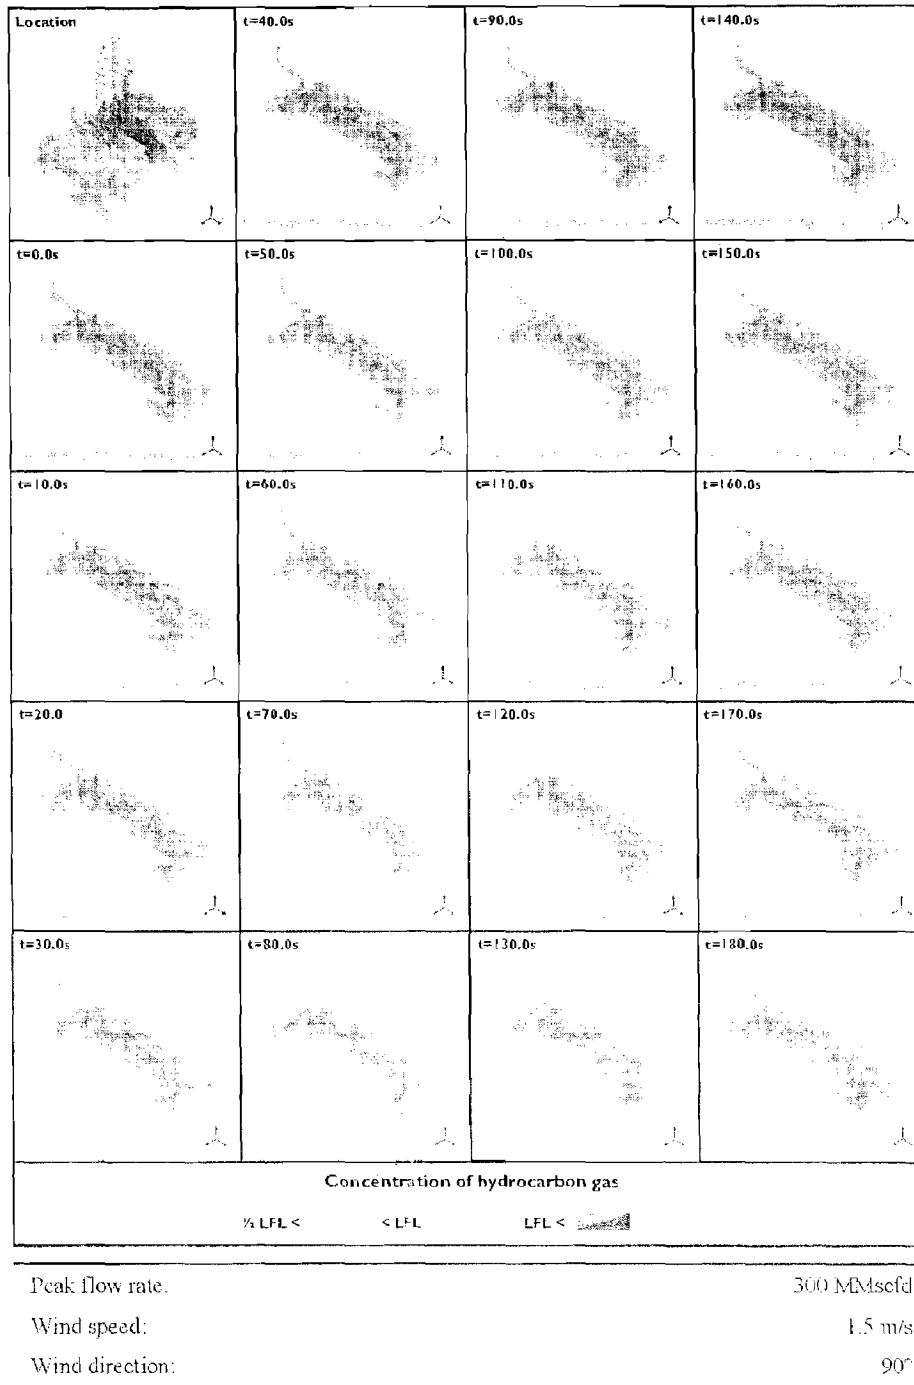 Location t=40.0s t=90.0s t=140.0s
t=0.0s t=50.0s t=100.0s t=150.0s
t=10.0s t=60.0s t=110.0s t=160.0s
t=20.0 t=70.0s t=120.0s t=170.0s
t=30.0s t=80.0s t=130.0s t=180.0s
Concentration of hydrocarbon gas
½ LFL < < LFL LFL <
Peak flow rate: 300 MMscfd
Wind speed: 1.5 m/s
Wind direction: 90°